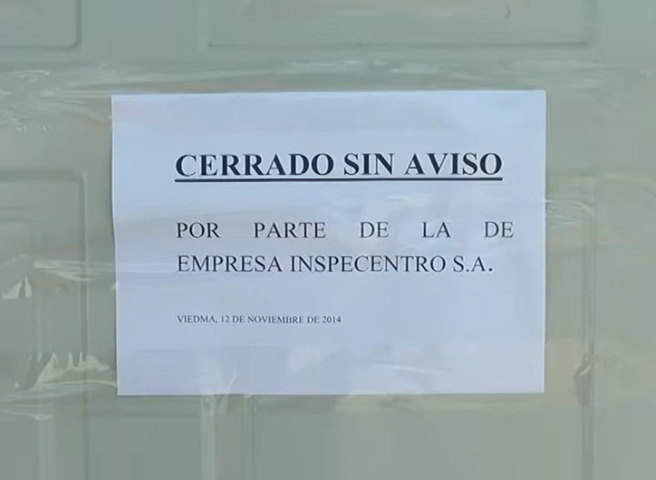 CERRADO SIN AVISO
POR PARTE DE LA DE
EMPRESA INSPECENTRO S.A.
VIEDMA, 12 DE NOVIEMBRE DE 2014